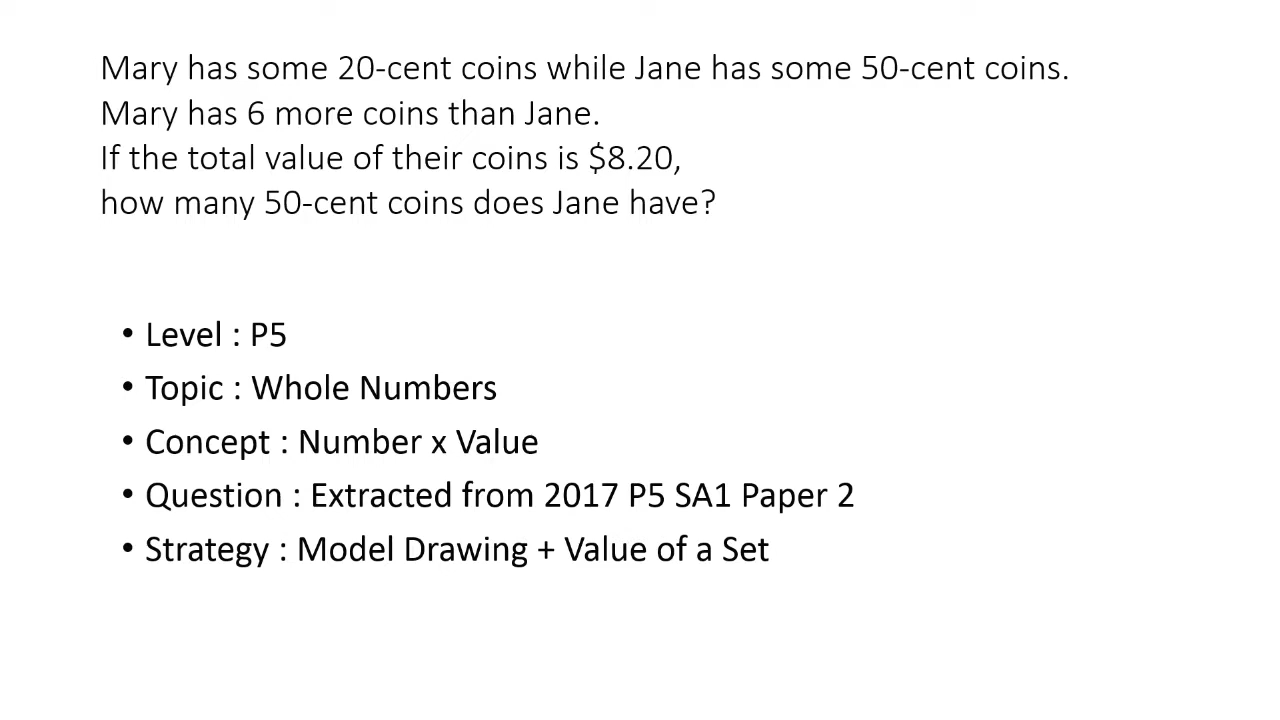 Mary has some 20-cent coins while Jane has some 50-cent coins.
Mary has 6 more coins than Jane.
If the total value of their coins is $8.20,
how many 50-cent coins does Jane have?
• Level : P5
• Topic : Whole Numbers
• Concept : Number x Value
• Question : Extracted from 2017 P5 SA1 Paper 2
• Strategy : Model Drawing + Value of a Set